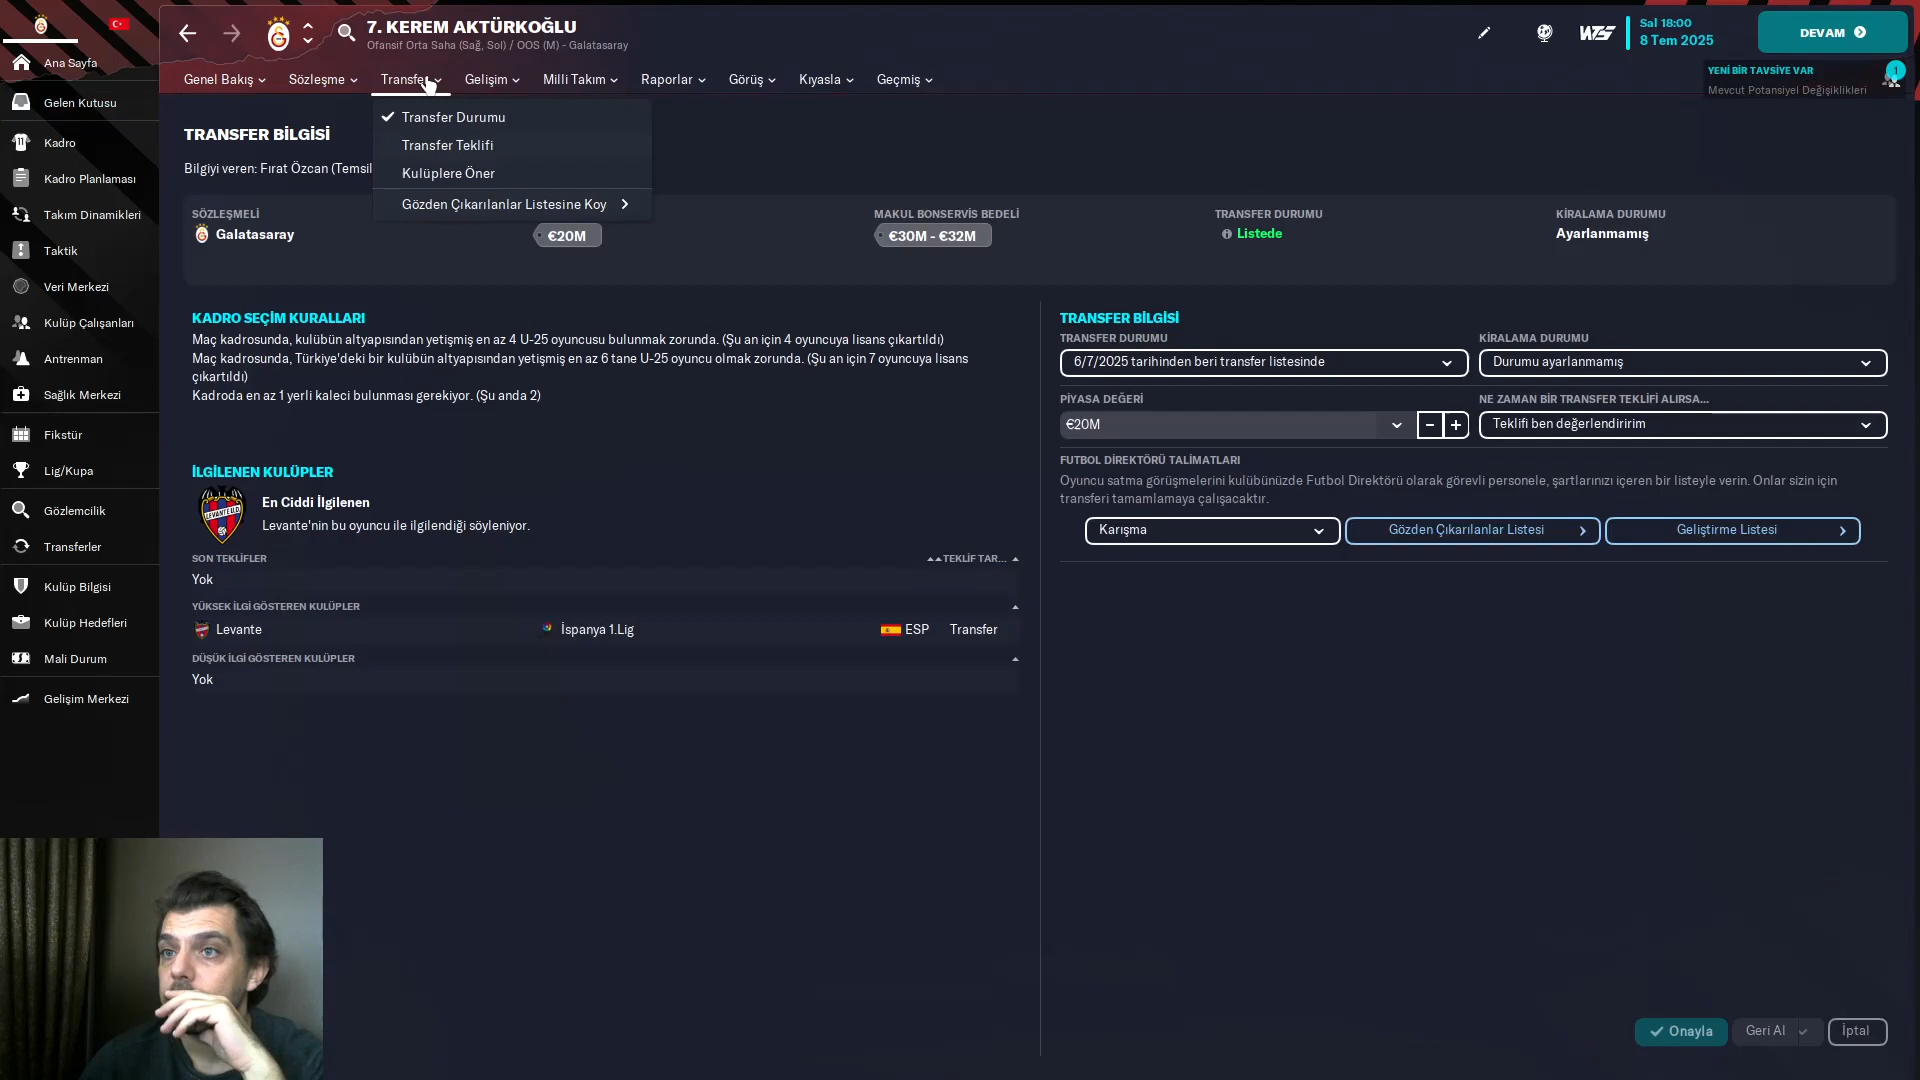 7. KEREM AKTÜRKOĞLU
Ofansif Orta Saha (Sağ, Sol) / OOS (M) - Galatasaray
Sal 18:00
8 Tem 2025
DEVAM
YENİ BİR TAVSİYE VAR
1
Mevcut Potansiyel Değişiklikleri
Genel Bakış
Sözleşme
Transfer
Gelişim
Milli Takım
Raporlar
Görüş
Kıyasla
Geçmiş
Ana Sayfa
Gelen Kutusu
Kadro
Kadro Planlaması
Takım Dinamikleri
Taktik
Veri Merkezi
Kulüp Çalışanları
Antrenman
Sağlık Merkezi
Fikstür
Lig/Kupa
Gözlemcilik
Transferler
Kulüp Bilgisi
Kulüp Hedefleri
Mali Durum
Gelişim Merkezi
Transfer Durumu
Transfer Teklifi
Kulüplere Öner
Gözden Çıkarılanlar Listesine Koy
TRANSFER BİLGİSİ
Bilgiyi veren: Fırat Özcan (Temsil
SÖZLEŞMELİ
Galatasaray
€20M
MAKUL BONSERVİS BEDELİ
€30M - €32M
TRANSFER DURUMU
Listede
KİRALAMA DURUMU
Ayarlanmamış
KADRO SEÇİM KURALLARI
Maç kadrosunda, kulübün altyapısından yetişmiş en az 4 U-25 oyuncusu bulunmak zorunda. (Şu an için 4 oyuncuya lisans çıkartıldı)
Maç kadrosunda, Türkiye'deki bir kulübün altyapısından yetişmiş en az 6 tane U-25 oyuncu olmak zorunda. (Şu an için 7 oyuncuya lisans
çıkartıldı)
Kadroda en az 1 yerli kaleci bulunması gerekiyor. (Şu anda 2)
İLGİLENEN KULÜPLER
En Ciddi İlgilenen
Levante'nin bu oyuncu ile ilgilendiği söyleniyor.
SON TEKLİFLER
TEKLİF TAR...
Yok
YÜKSEK İLGİ GÖSTEREN KULÜPLER
Levante
İspanya 1.Lig
ESP
Transfer
DÜŞÜK İLGİ GÖSTEREN KULÜPLER
Yok
TRANSFER BİLGİSİ
TRANSFER DURUMU
6/7/2025 tarihinden beri transfer listesinde
KİRALAMA DURUMU
Durumu ayarlanmamış
PİYASA DEĞERİ
€20M
- +
NE ZAMAN BİR TRANSFER TEKLİFİ ALIRSA...
Teklifi ben değerlendiririm
FUTBOL DİREKTÖRÜ TALİMATLARI
Oyuncu satma görüşmelerini kulübünüzde Futbol Direktörü olarak görevli personele, şartlarınızı içeren bir listeyle verin. Onlar sizin için
transferi tamamlamaya çalışacaktır.
Karışma
Gözden Çıkarılanlar Listesi
Geliştirme Listesi
Onayla
Geri Al
İptal